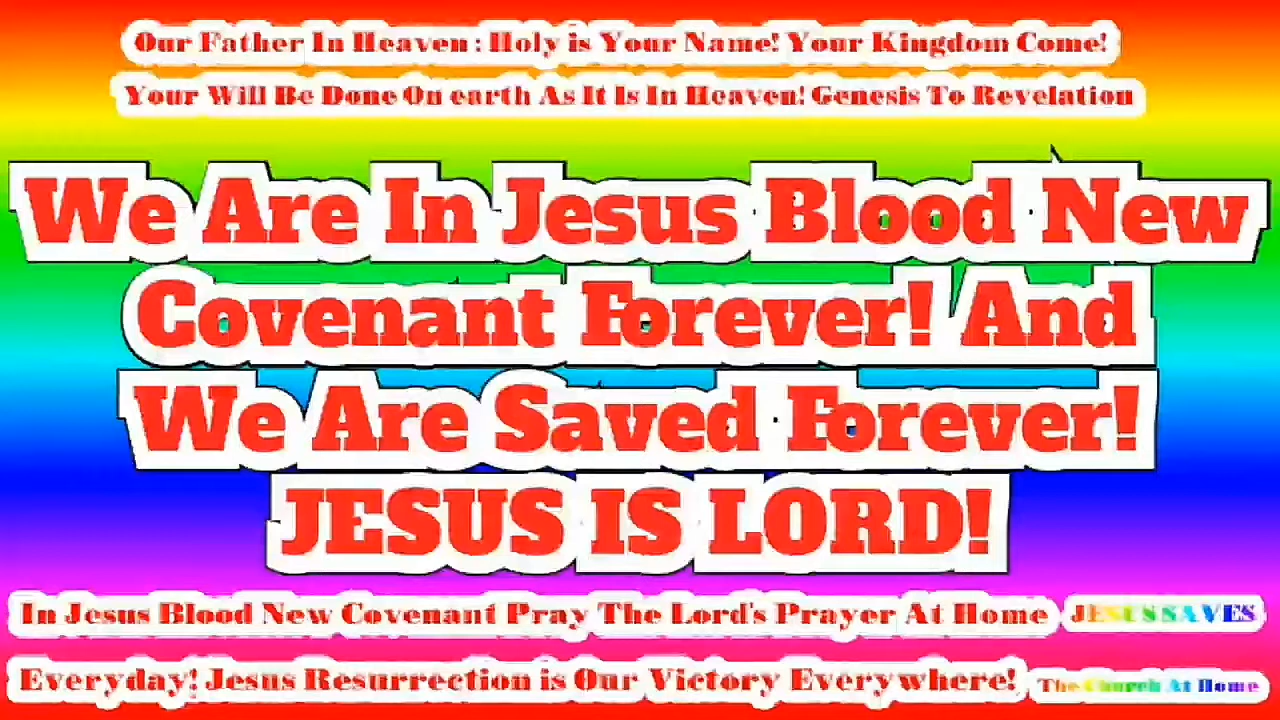 Our Father In Heaven : Holy is Your Name! Your Kingdom Come!
Your Will Be Done On earth As It Is In Heaven! Genesis To Revelation
We Are In Jesus Blood New
Covenant Forever! And
We Are Saved Forever!
JESUS IS LORD!
In Jesus Blood New Covenant Pray The Lord's Prayer At Home JESUS SAVES
Everyday! Jesus Resurrection is Our Victory Everywhere! The Church At Home